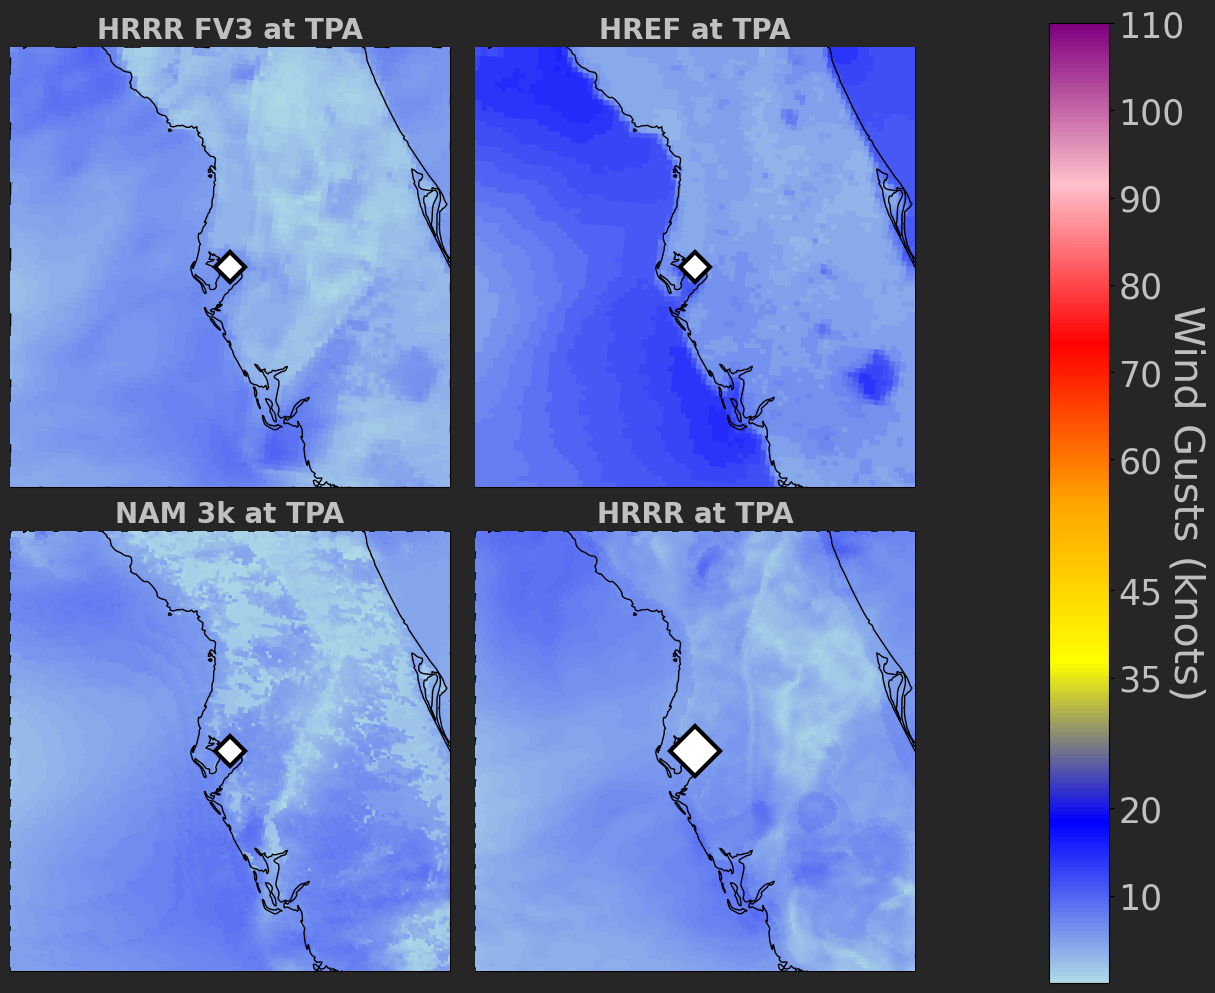 HRRR FV3 at TPA
HREF at TPA
NAM 3k at TPA
HRRR at TPA
110
100
90
80
70
60
45
35
20
10
Wind Gusts (knots)